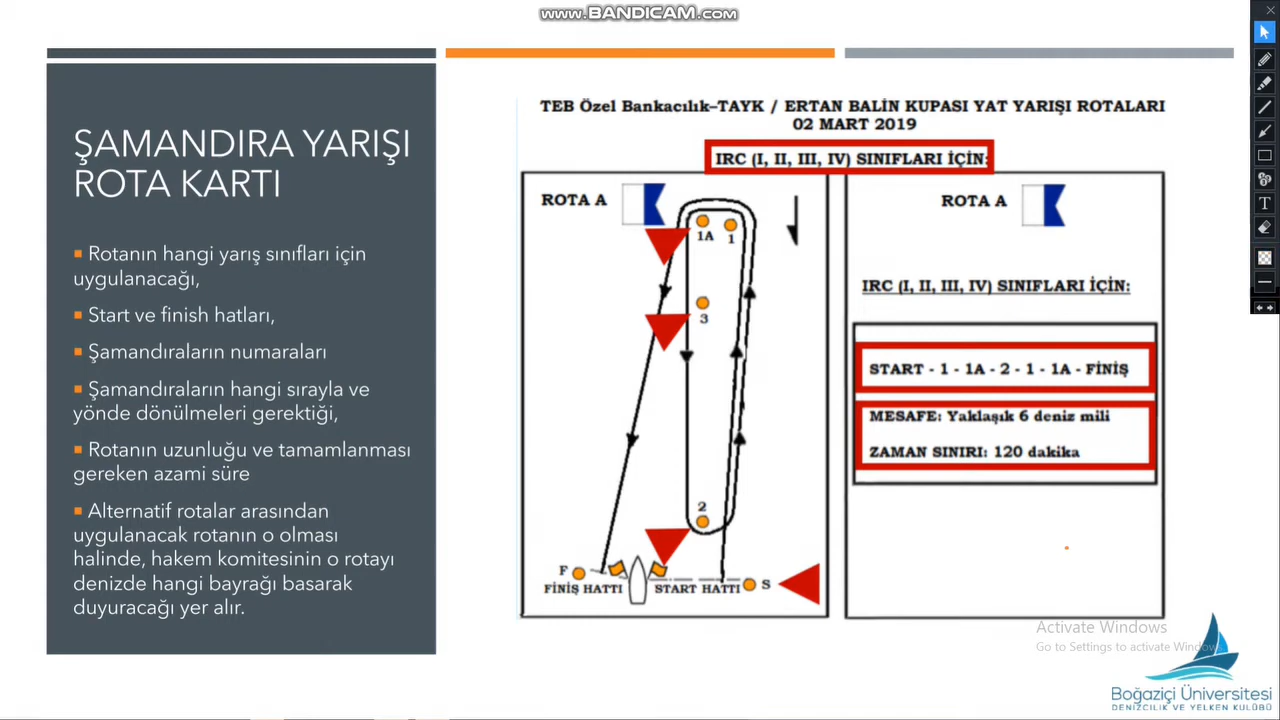 www.BANDICAM.com
ŞAMANDIRA YARIŞI
ROTA KARTI
Rotanın hangi yarış sınıfları için
uygulanacağı,
Start ve finish hatları,
Şamandıraların numaraları
Şamandıraların hangi sırayla ve
yönde dönülmeleri gerektiği,
Rotanın uzunluğu ve tamamlanması
gereken azami süre
Alternatif rotalar arasından
uygulanacak rotanın o olması
halinde, hakem komitesinin o rotayı
denizde hangi bayrağı basarak
duyuracağı yer alır.
TEB Özel Bankacılık–TAYK / ERTAN BALİN KUPASI YAT YARIŞI ROTALARI
02 MART 2019
IRC (I, II, III, IV) SINIFLARI İÇİN:
ROTA A
1A
1
3
2
F
S
FİNİŞ HATTI
START HATTI
ROTA A
IRC (I, II, III, IV) SINIFLARI İÇİN:
START - 1 - 1A - 2 - 1 - 1A - FİNİŞ
MESAFE: Yaklaşık 6 deniz mili
ZAMAN SINIRI: 120 dakika
T
Activate Windows
Go to Settings to activate Windows.
Boğaziçi Üniversitesi
DENİZCİLİK VE YELKEN KULÜBÜ